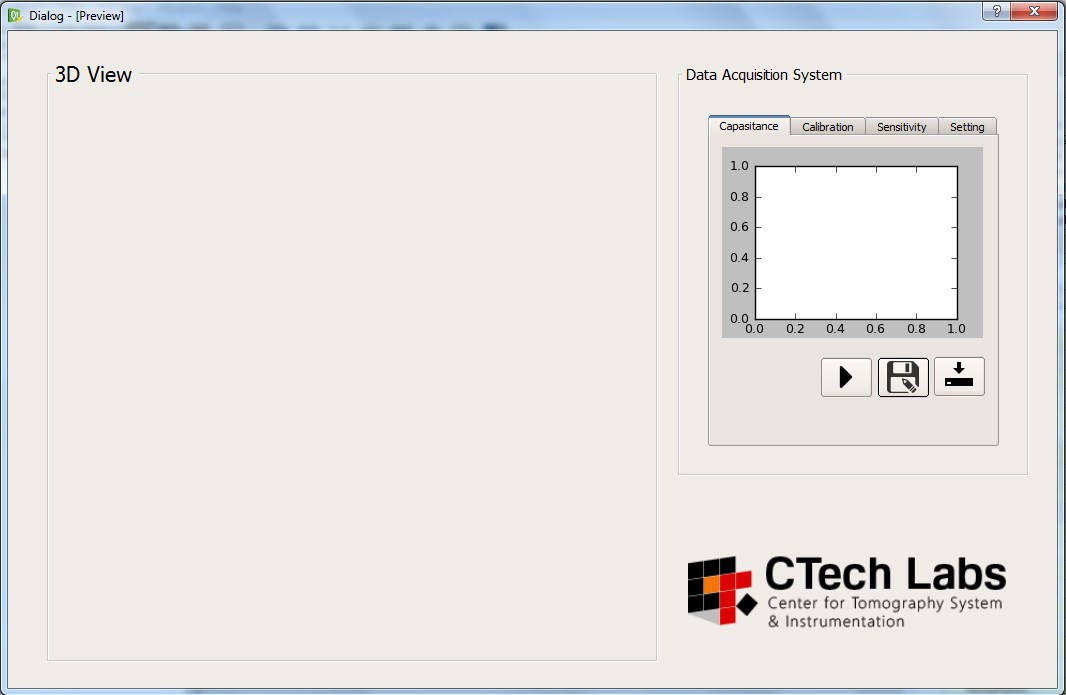 Dialog - [Preview]
?
3D View
Data Acquisition System
Capasitance
Calibration
Sensitivity
Setting
1.0
0.8
0.6
0.4
0.2
0.0
0.0 0.2 0.4 0.6 0.8 1.0
CTech Labs
Center for Tomography System
& Instrumentation